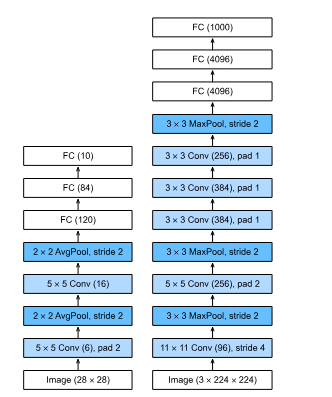 FC (10)
FC (84)
FC (120)
2 × 2 AvgPool, stride 2
5 × 5 Conv (16)
2 × 2 AvgPool, stride 2
5 × 5 Conv (6), pad 2
Image (28 × 28)
FC (1000)
FC (4096)
FC (4096)
3 × 3 MaxPool, stride 2
3 × 3 Conv (256), pad 1
3 × 3 Conv (384), pad 1
3 × 3 Conv (384), pad 1
3 × 3 MaxPool, stride 2
5 × 5 Conv (256), pad 2
3 × 3 MaxPool, stride 2
11 × 11 Conv (96), stride 4
Image (3 × 224 × 224)